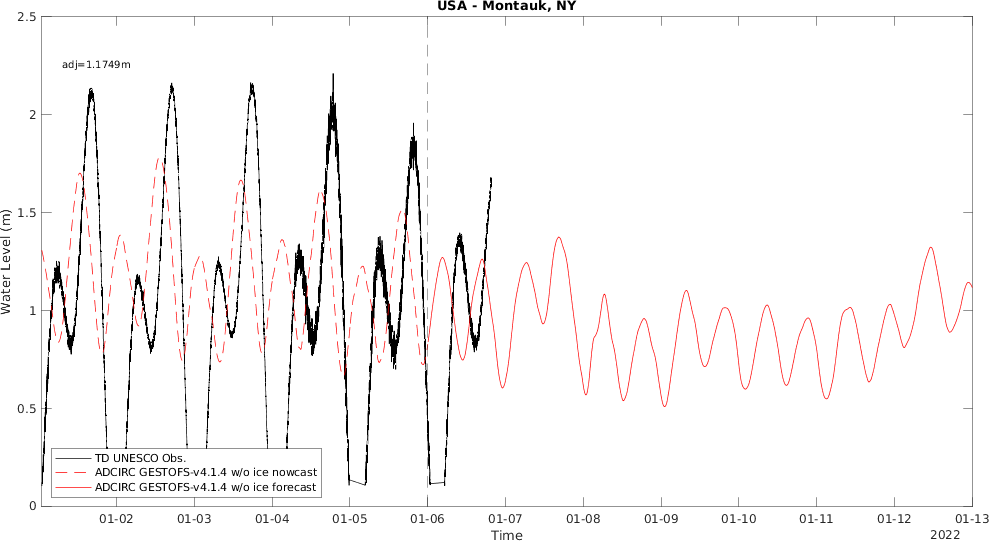 USA - Montauk, NY
2.5
adj=1.1749m
2
1.5
1
0.5
0
Water Level (m)
TD UNESCO Obs.
ADCIRC GESTOFS-v4.1.4 w/o ice nowcast
ADCIRC GESTOFS-v4.1.4 w/o ice forecast
01-02 01-03 01-04 01-05 01-06 01-07 01-08 01-09 01-10 01-11 01-12 01-13
Time
2022